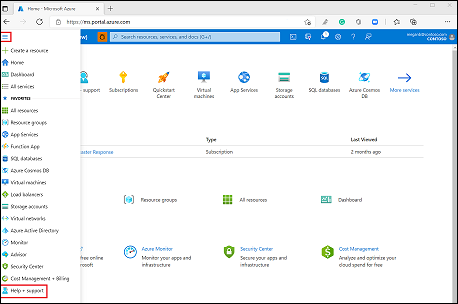 Home - Microsoft Azure
https://ms.portal.azure.com
Search resources, services, and docs (G+/)
CONTOSO
Create a resource
Home
Dashboard
All services
FAVORITES
All resources
Resource groups
App Services
Function App
SQL databases
Azure Cosmos DB
Virtual machines
Load balancers
Storage accounts
Virtual networks
Azure Active Directory
Monitor
Advisor
Security Center
Cost Management + Billing
Help + support
+ support
Subscriptions
Quickstart Center
Virtual machines
App Services
Storage accounts
SQL databases
Azure Cosmos DB
More services
Type
Last Viewed
aster Response
Subscription
2 months ago
Resource groups
All resources
Dashboard
Azure Monitor
Monitor your apps and
infrastructure
Security Center
Secure your apps and
infrastructure
Cost Management
Analyze and optimize your
cloud spend for free
free online
osoft